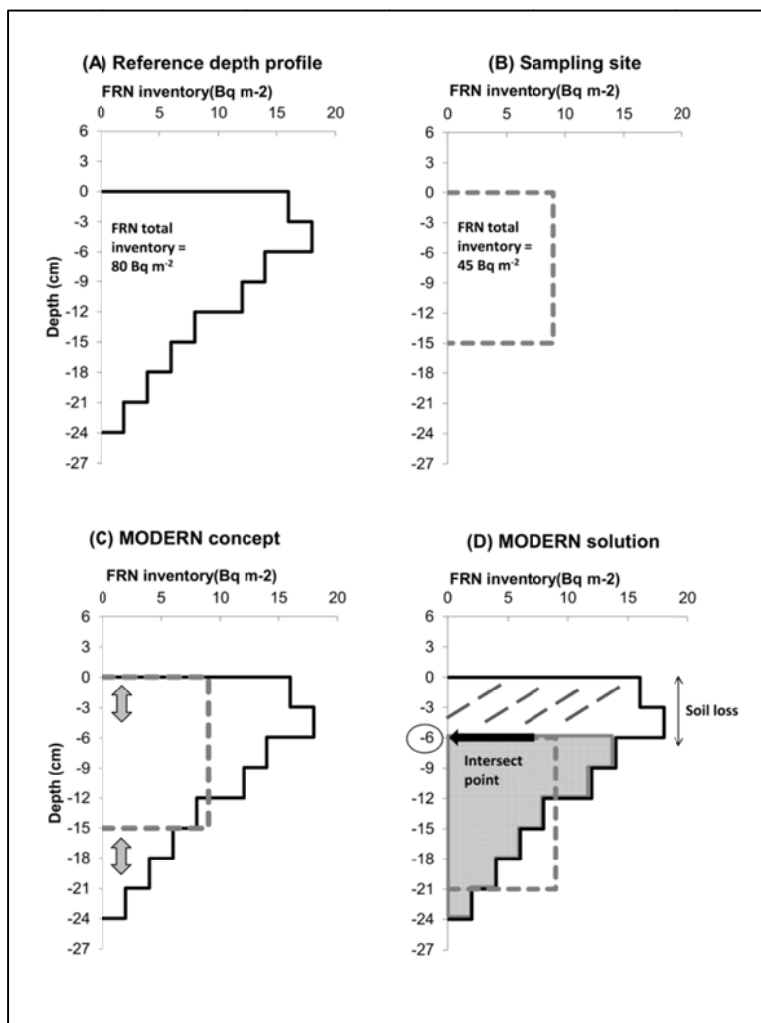 (A) Reference depth profile
FRN inventory(Bq m-2)
0 5 10 15 20
6
3
0
-3
-6
-9
-12
-15
-18
-21
-24
-27
Depth (cm)
FRN total
inventory =
80 Bq m-2
(B) Sampling site
FRN inventory(Bq m-2)
0 5 10 15 20
6
3
0
-3
-6
-9
-12
-15
-18
-21
-24
-27
FRN total
inventory =
45 Bq m-2
(C) MODERN concept
FRN inventory(Bq m-2)
0 5 10 15 20
6
3
0
-3
-6
-9
-12
-15
-18
-21
-24
-27
Depth (cm)
(D) MODERN solution
FRN inventory(Bq m-2)
0 5 10 15 20
6
3
0
-3
-6
-9
-12
-15
-18
-21
-24
-27
Soil loss
Intersect
point